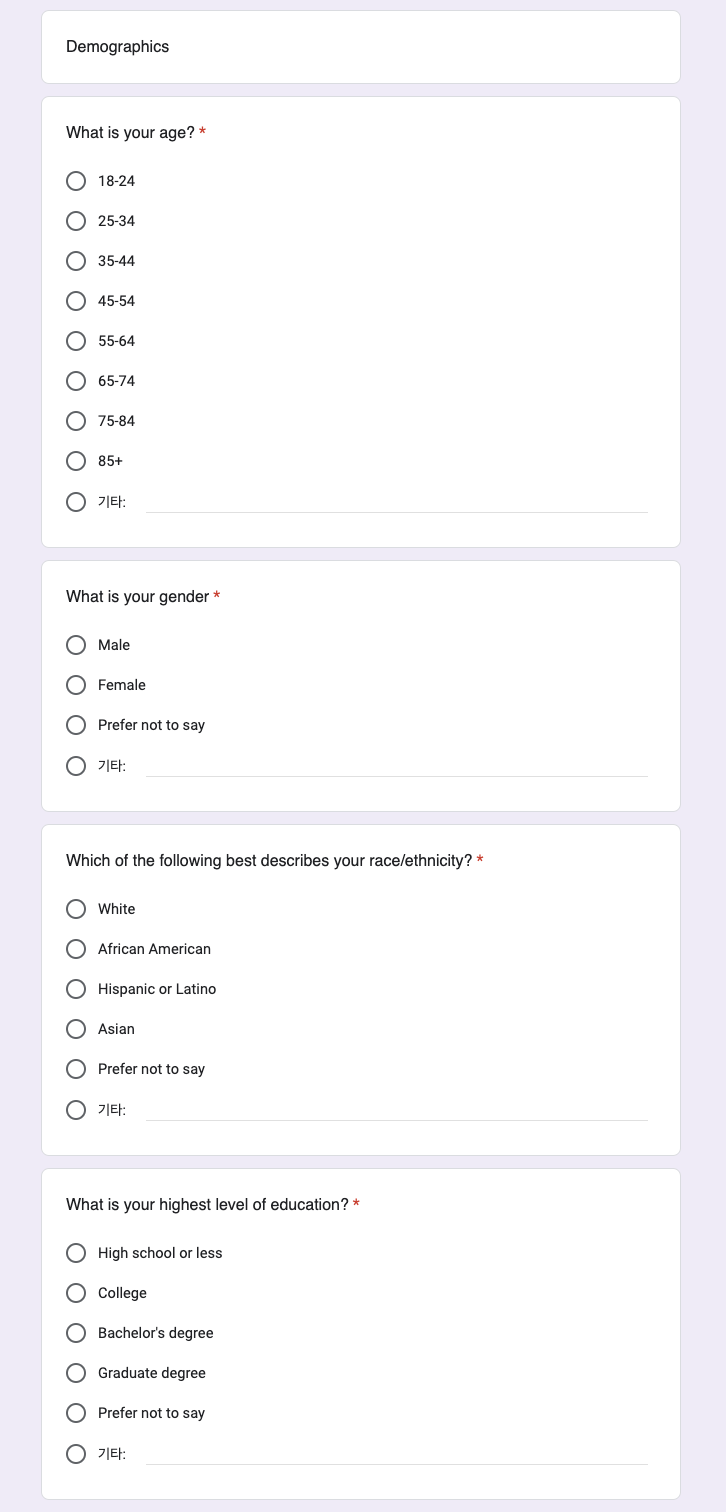 Demographics
What is your age? *
18-24
25-34
35-44
45-54
55-64
65-74
75-84
85+
기타:
What is your gender *
Male
Female
Prefer not to say
기타:
Which of the following best describes your race/ethnicity? *
White
African American
Hispanic or Latino
Asian
Prefer not to say
기타:
What is your highest level of education? *
High school or less
College
Bachelor's degree
Graduate degree
Prefer not to say
기타: